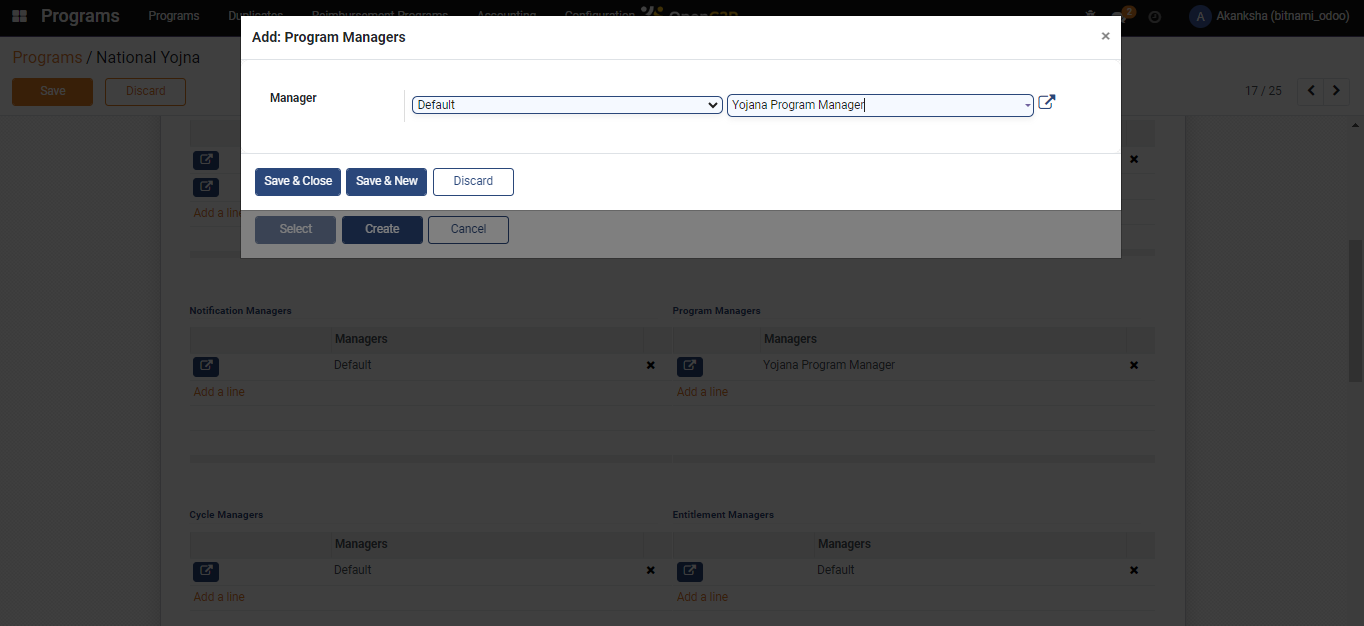 Programs Programs Duplicates Reimbursement Programs Accounting Configuration OpenG2P 2 A Akanksha (bitnami_odoo)
Add: Program Managers ×
Programs / National Yojna
Save Discard 17 / 25
Manager Default Yojana Program Manager
Save & Close Save & New Discard
Add a line
Select Create Cancel
Notification Managers Program Managers
Managers Managers
Default Yojana Program Manager
Add a line Add a line
Cycle Managers Entitlement Managers
Managers Managers
Default Default
Add a line Add a line